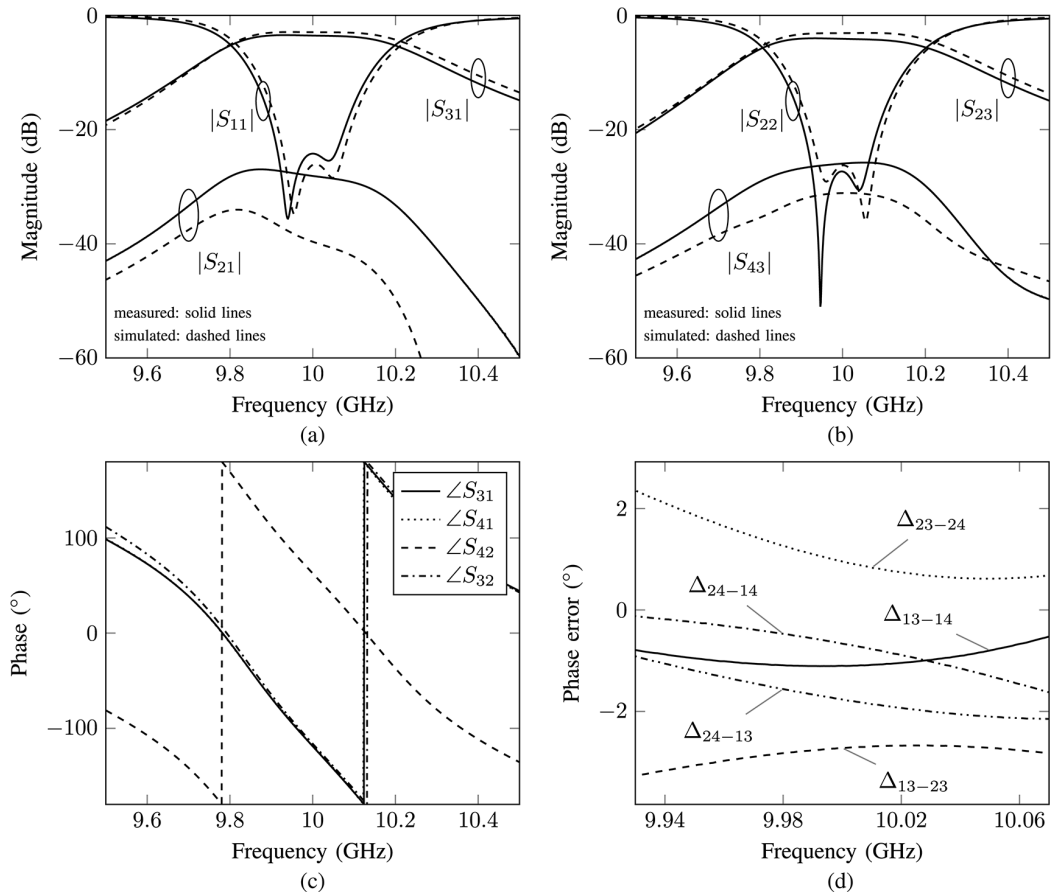 0
−20
−40
−60
Magnitude (dB)
|S11|
|S31|
|S21|
measured: solid lines
simulated: dashed lines
9.6 9.8 10 10.2 10.4
Frequency (GHz)
(a)
0
−20
−40
−60
Magnitude (dB)
|S22|
|S23|
|S43|
measured: solid lines
simulated: dashed lines
9.6 9.8 10 10.2 10.4
Frequency (GHz)
(b)
100
0
−100
Phase (°)
∠S31
∠S41
∠S42
∠S32
9.6 9.8 10.0 10.2 10.4
Frequency (GHz)
(c)
2
0
−2
Phase error (°)
Δ23−24
Δ24−14
Δ13−14
Δ24−13
Δ13−23
9.94 9.98 10.02 10.06
Frequency (GHz)
(d)